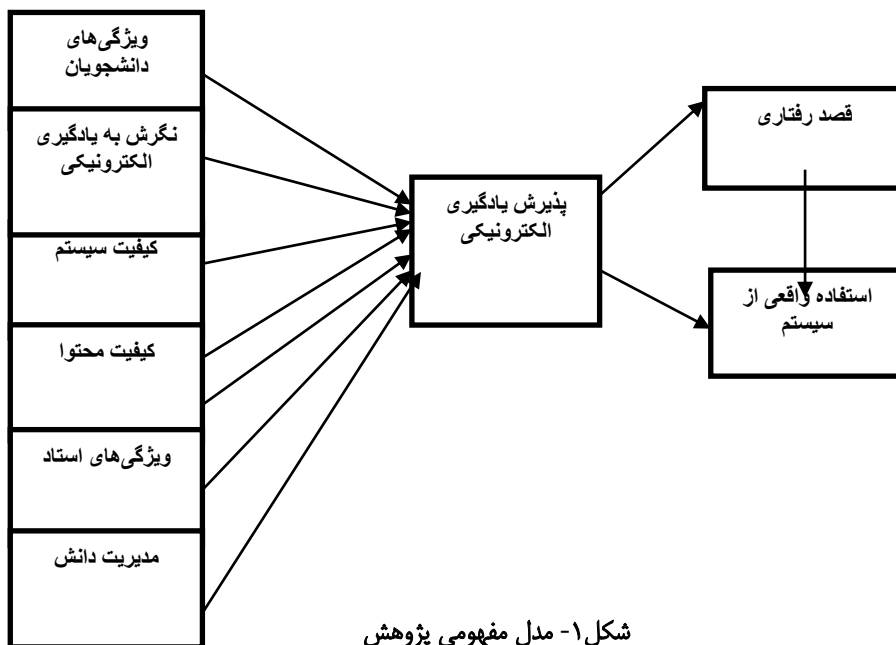 ویژگی‌های
دانشجویان
نگرش به یادگیری
الکترونیکی
کیفیت سیستم
کیفیت محتوا
ویژگی‌های استاد
مدیریت دانش
پذیرش یادگیری
الکترونیکی
قصد رفتاری
استفاده واقعی از
سیستم
شکل۱- مدل مفهومی پژوهش